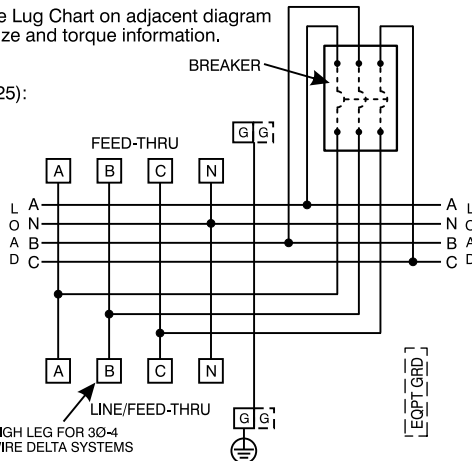 e Lug Chart on adjacent diagram
ze and torque information.
BREAKER
25):
FEED-THRU
G G
A B C N
L O A D
A
N
B
C
A
N
B
C
L O A D
A B C N
LINE/FEED-THRU
G G
IGH LEG FOR 3Ø-4
IRE DELTA SYSTEMS
EQPT GRD